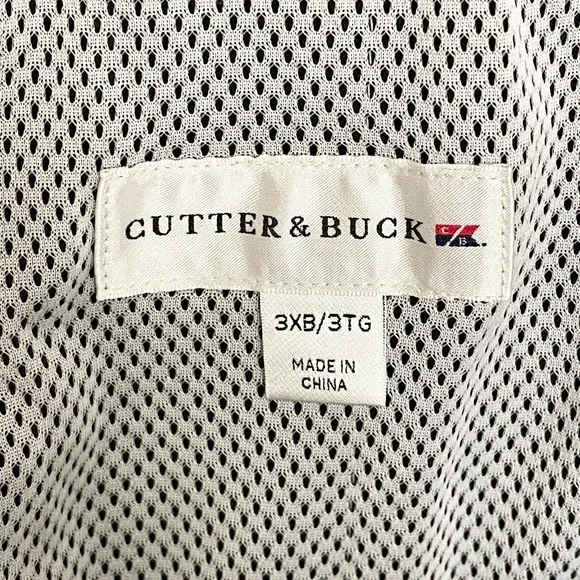 CUTTER & BUCK C B.
3XB/3TG
MADE IN
CHINA